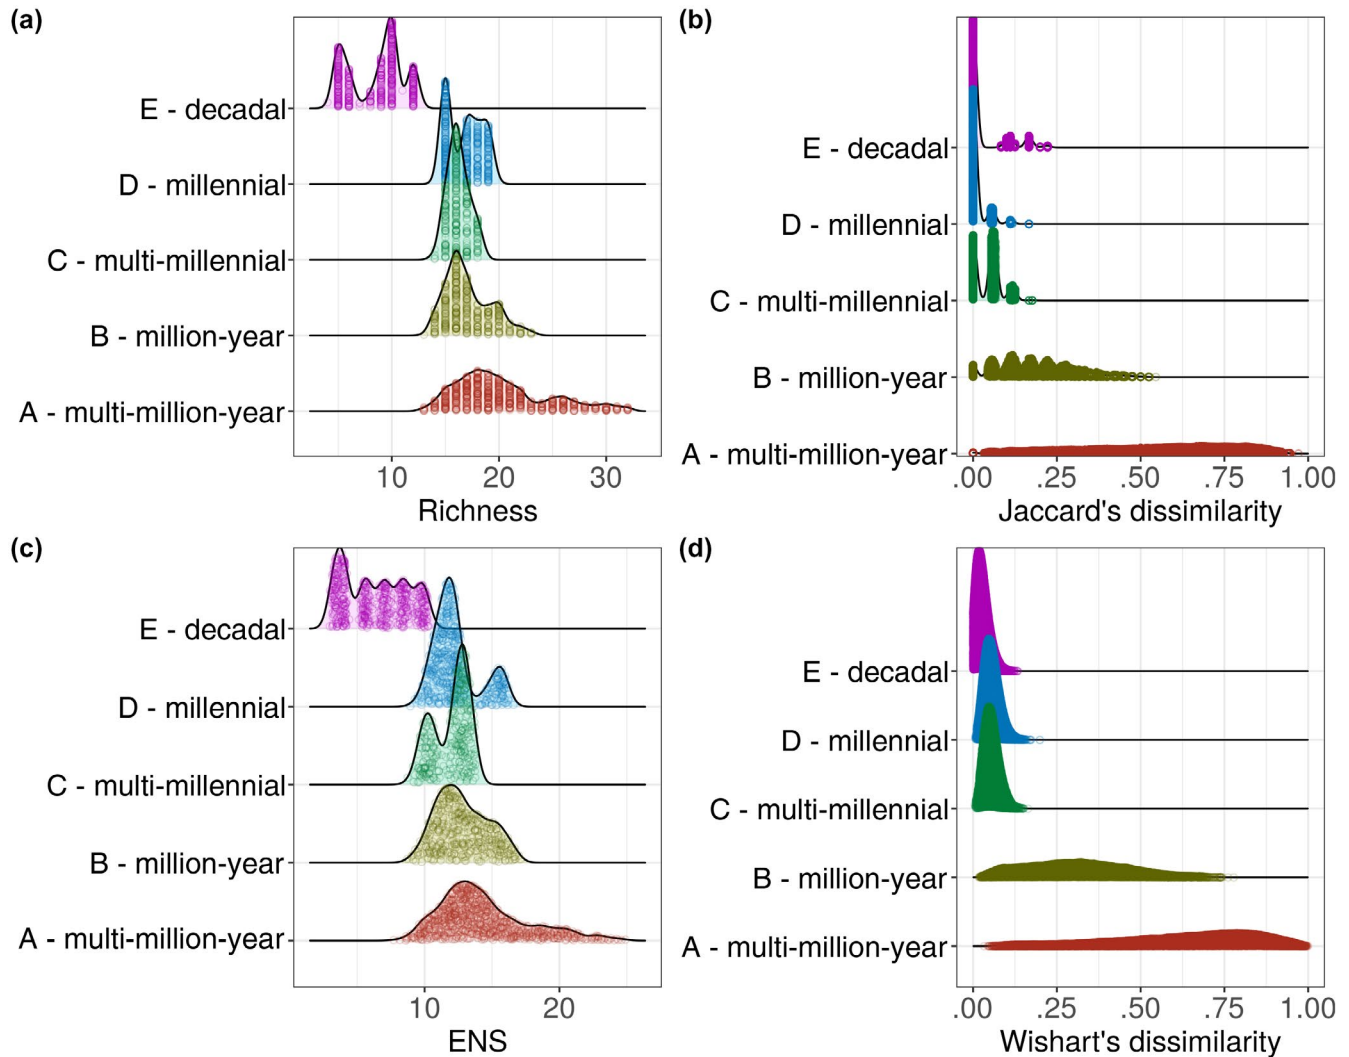 (a)
E - decadal
D - millennial
C - multi-millennial
B - million-year
A - multi-million-year
10 20 30
Richness
(b)
E - decadal
D - millennial
C - multi-millennial
B - million-year
A - multi-million-year
.00 .25 .50 .75 1.00
Jaccard's dissimilarity
(c)
E - decadal
D - millennial
C - multi-millennial
B - million-year
A - multi-million-year
10 20
ENS
(d)
E - decadal
D - millennial
C - multi-millennial
B - million-year
A - multi-million-year
.00 .25 .50 .75 1.00
Wishart's dissimilarity